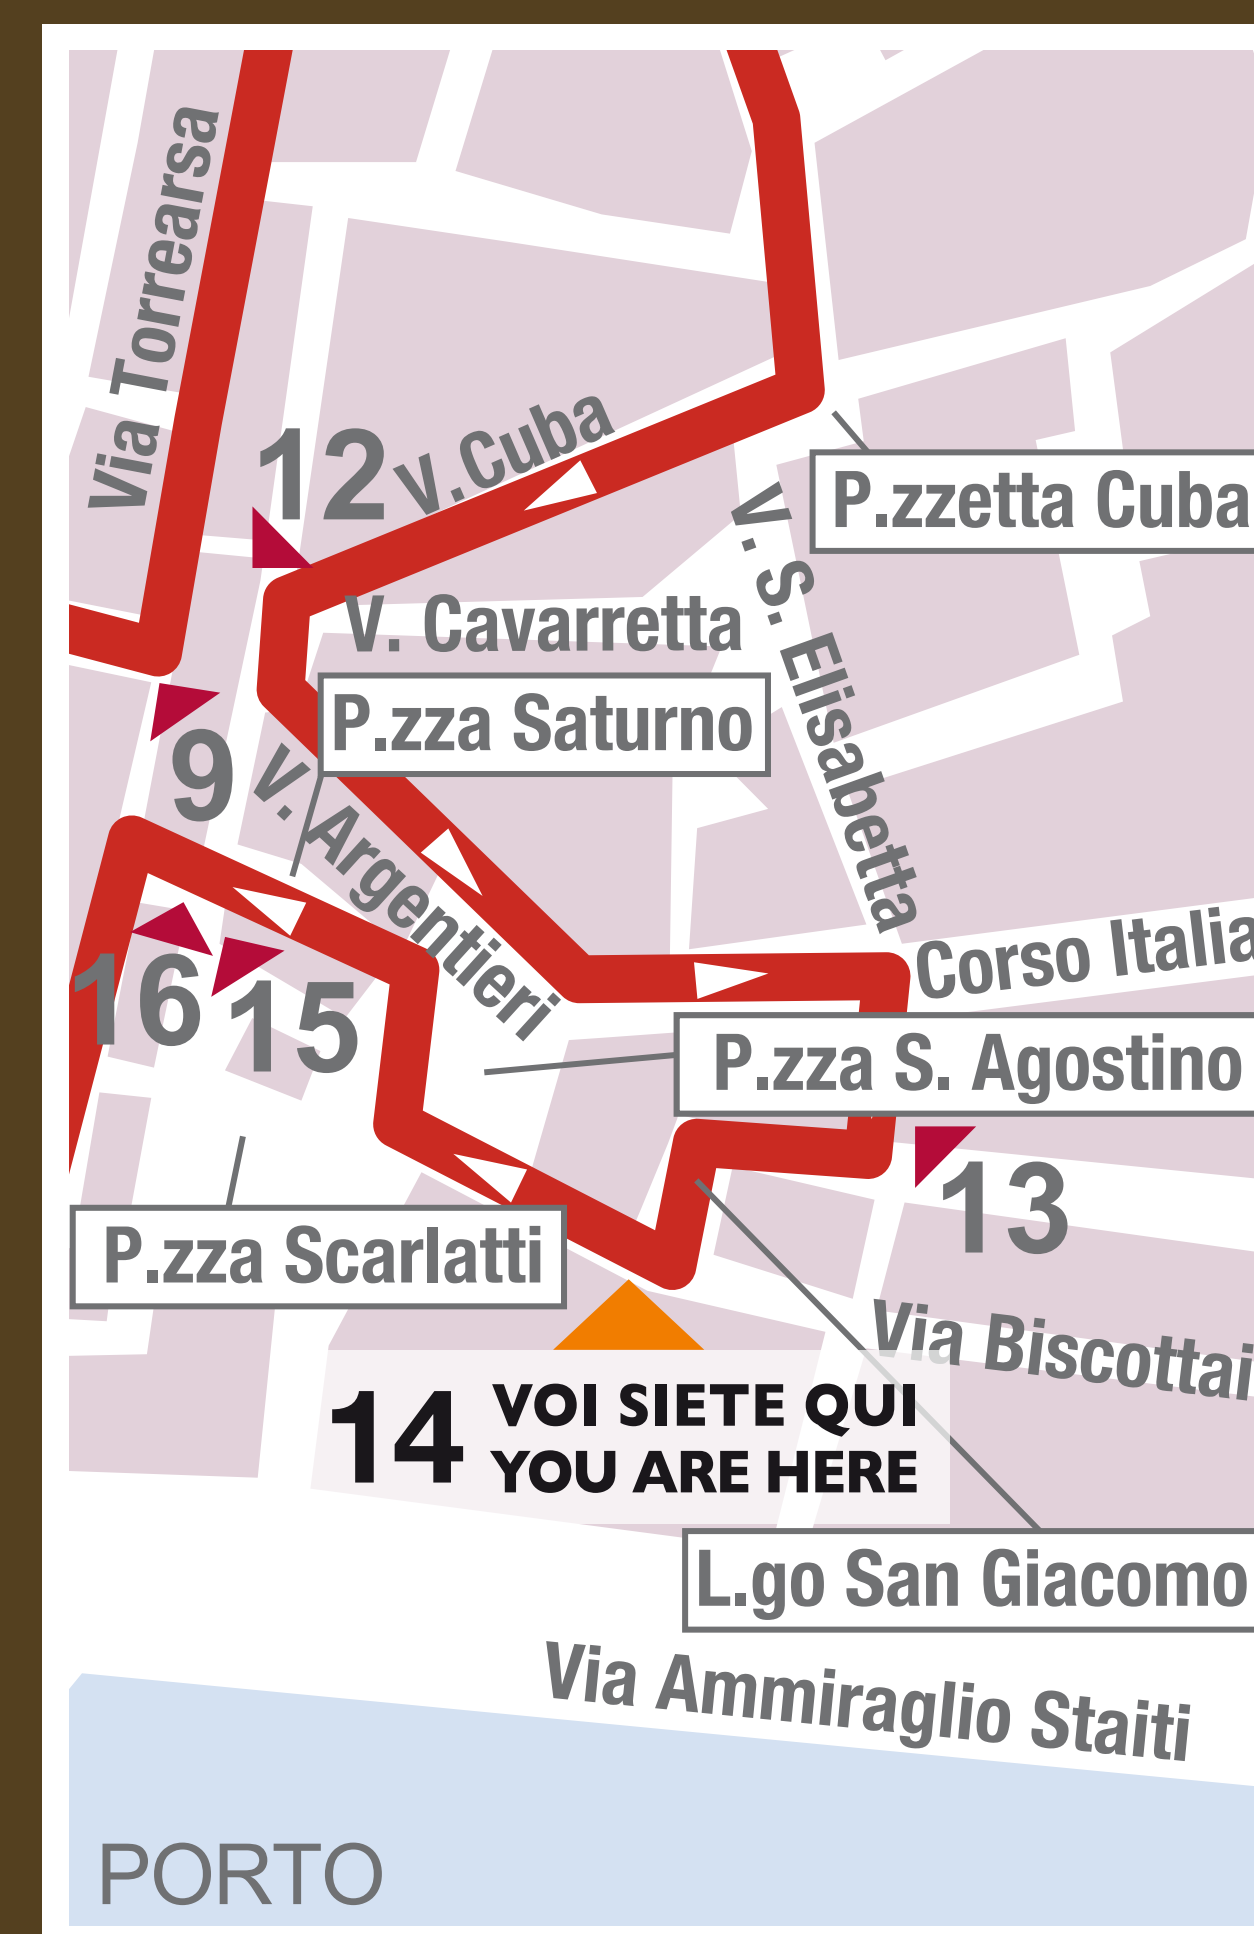 Via Torrearsa
12
V. Cuba
P.zzetta Cuba
V. S. Elisabetta
V. Cavarretta
P.zza Saturno
9
V. Argentieri
Corso Italia
16
15
P.zza S. Agostino
13
P.zza Scarlatti
Via Biscottai
14
VOI SIETE QUI
YOU ARE HERE
L.go San Giacomo
Via Ammiraglio Staiti
PORTO